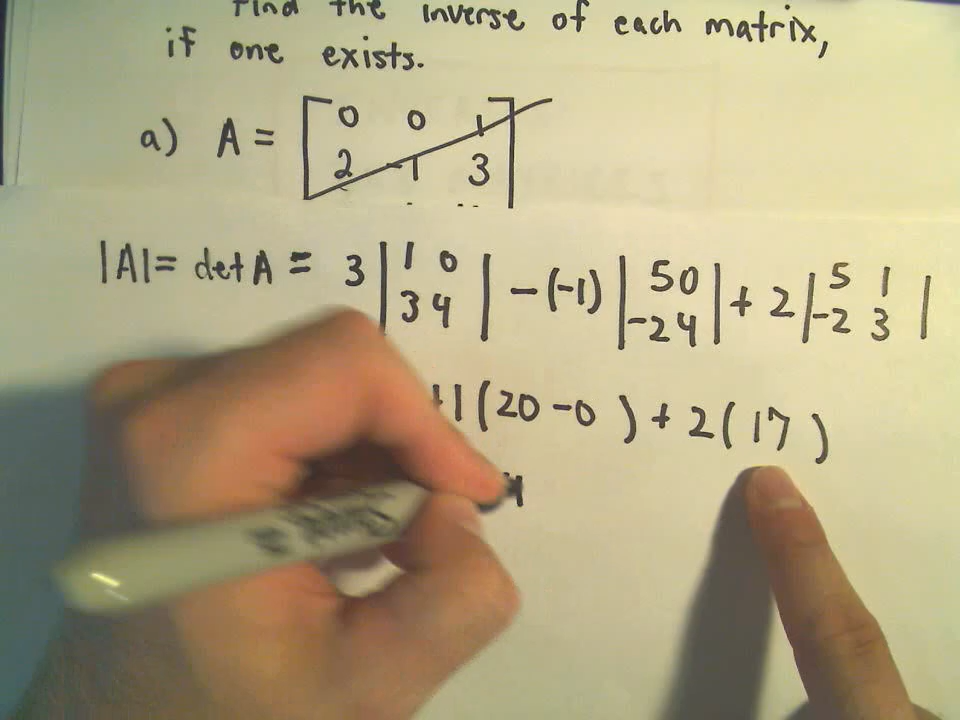 Find the inverse of each matrix,
if one exists.
a) A = [ 0 0 1
2 -1 3 ]
|A| = det A = 3 | 1 0 | - (-1) | 5 0 | + 2 | 5 1 |
3 4 -2 4 -2 3
+1 ( 20 - 0 ) + 2 ( 17 )